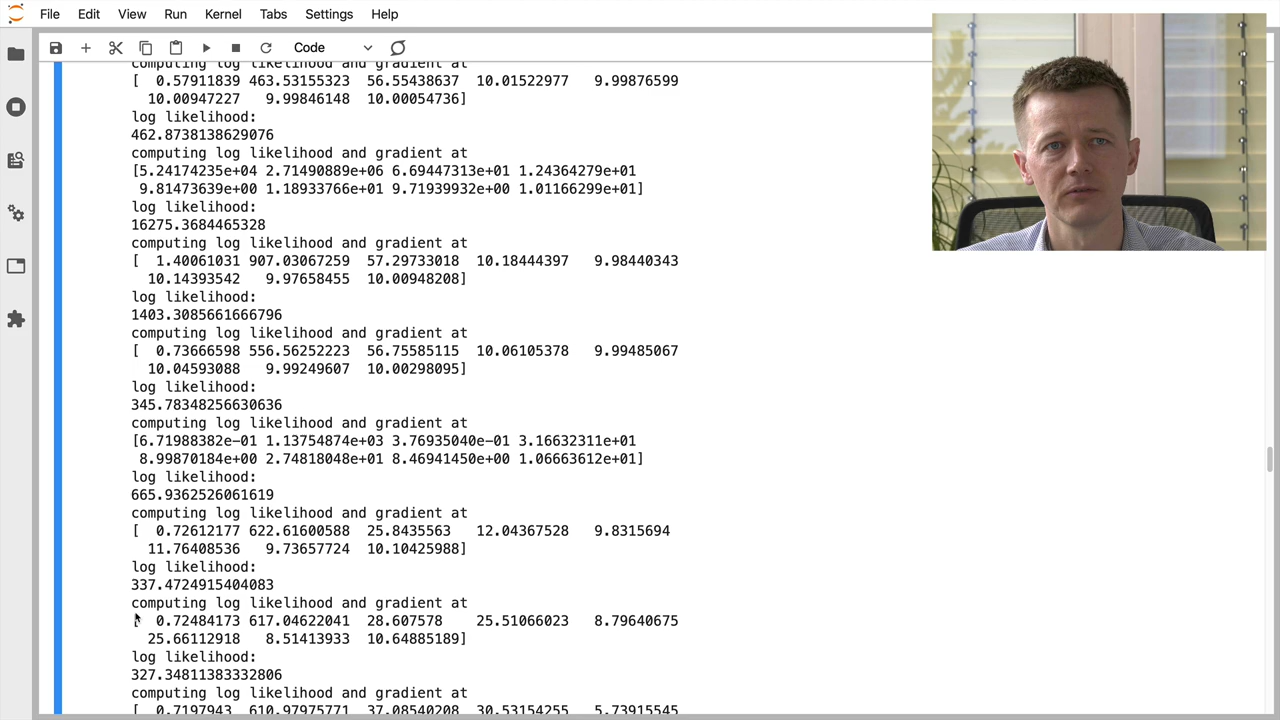 File Edit View Run Kernel Tabs Settings Help
Code
computing log likelihood and gradient at
[ 0.57911839 463.53155323 56.55438637 10.01522977 9.99876599
10.00947227 9.99846148 10.00054736]
log likelihood:
462.8738138629076
computing log likelihood and gradient at
[5.24174235e+04 2.71490889e+06 6.69447313e+01 1.24364279e+01
9.81473639e+00 1.18933766e+01 9.71939932e+00 1.01166299e+01]
log likelihood:
16275.3684465328
computing log likelihood and gradient at
[ 1.40061031 907.03067259 57.29733018 10.18444397 9.98440343
10.14393542 9.97658455 10.00948208]
log likelihood:
1403.3085661666796
computing log likelihood and gradient at
[ 0.73666598 556.56252223 56.75585115 10.06105378 9.99485067
10.04593088 9.99249607 10.00298095]
log likelihood:
345.78348256630636
computing log likelihood and gradient at
[6.71988382e-01 1.13754874e+03 3.76935040e-01 3.16632311e+01
8.99870184e+00 2.74818048e+01 8.46941450e+00 1.06663612e+01]
log likelihood:
665.9362526061619
computing log likelihood and gradient at
[ 0.72612177 622.61600588 25.8435563 12.04367528 9.8315694
11.76408536 9.73657724 10.10425988]
log likelihood:
337.4724915404083
computing log likelihood and gradient at
[ 0.72484173 617.04622041 28.607578 25.51066023 8.79640675
25.66112918 8.51413933 10.64885189]
log likelihood:
327.34811383332806
computing log likelihood and gradient at
[ 0.7197943 610.97975771 37.08540208 30.53154255 5.73915545